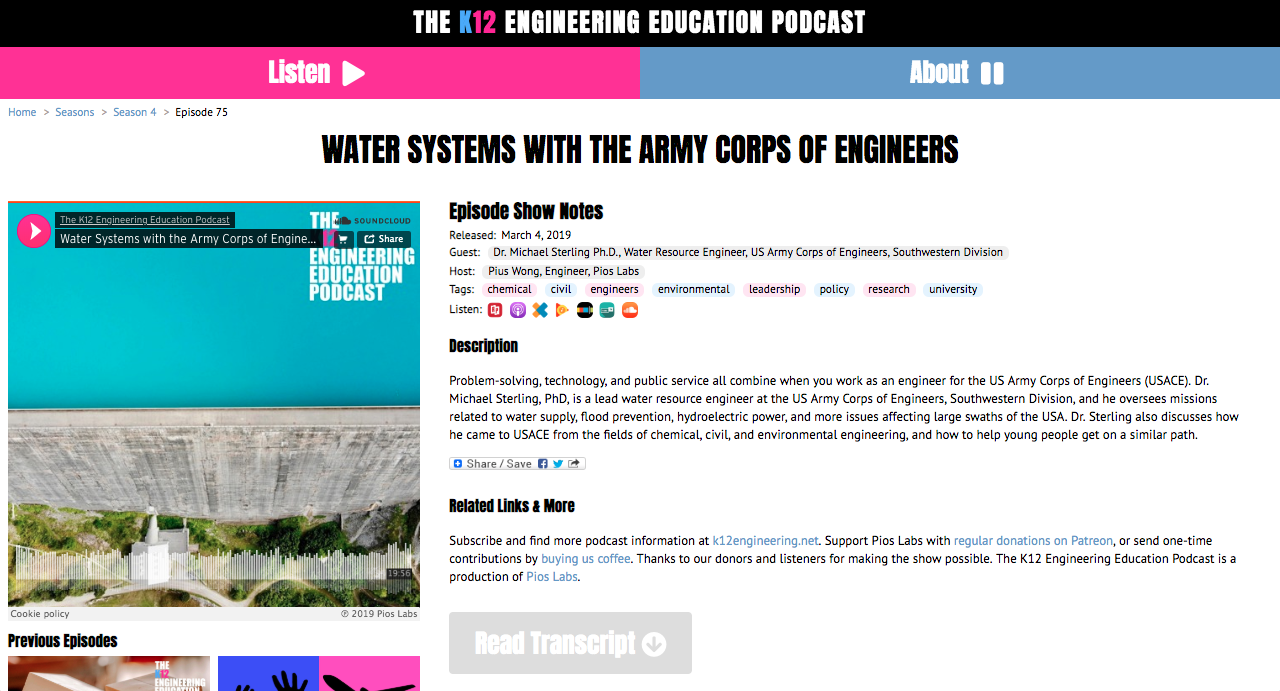 THE K12 ENGINEERING EDUCATION PODCAST
Listen
About
Home > Seasons > Season 4 > Episode 75
WATER SYSTEMS WITH THE ARMY CORPS OF ENGINEERS
The K12 Engineering Education Podcast
SOUNDCLOUD
Water Systems with the Army Corps of Engine...
Share
THE
ENGINEERING
EDUCATION
PODCAST
19:56
Cookie policy
℗ 2019 Pios Labs
Previous Episodes
THE
K12
ENGINEERING
EDUCATION
Episode Show Notes
Released: March 4, 2019
Guest: Dr. Michael Sterling Ph.D., Water Resource Engineer, US Army Corps of Engineers, Southwestern Division
Host: Pius Wong, Engineer, Pios Labs
Tags: chemical civil engineers environmental leadership policy research university
Listen:
Description
Problem-solving, technology, and public service all combine when you work as an engineer for the US Army Corps of Engineers (USACE). Dr.
Michael Sterling, PhD, is a lead water resource engineer at the US Army Corps of Engineers, Southwestern Division, and he oversees missions
related to water supply, flood prevention, hydroelectric power, and more issues affecting large swaths of the USA. Dr. Sterling also discusses how
he came to USACE from the fields of chemical, civil, and environmental engineering, and how to help young people get on a similar path.
Share / Save
Related Links & More
Subscribe and find more podcast information at k12engineering.net. Support Pios Labs with regular donations on Patreon, or send one-time
contributions by buying us coffee. Thanks to our donors and listeners for making the show possible. The K12 Engineering Education Podcast is a
production of Pios Labs.
Read Transcript